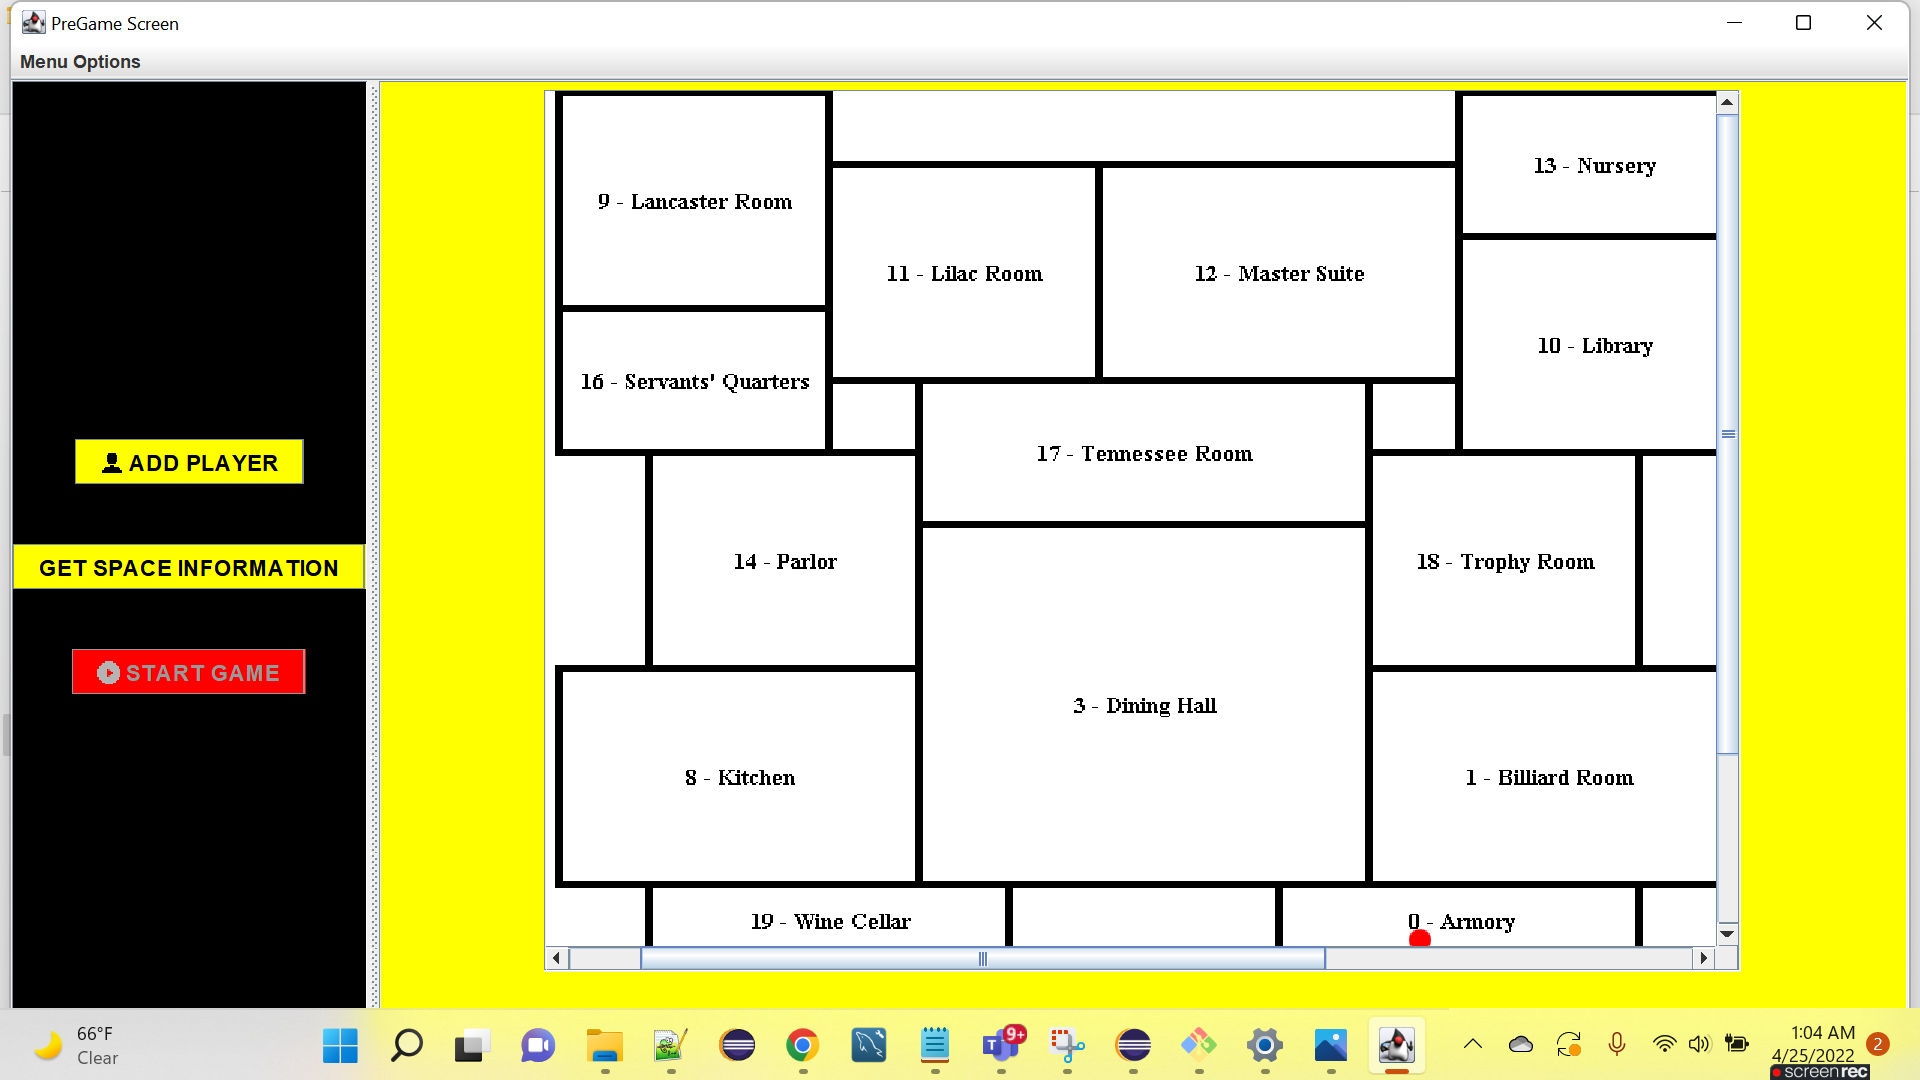 PreGame Screen
Menu Options
13 - Nursery
9 - Lancaster Room
11 - Lilac Room
12 - Master Suite
10 - Library
16 - Servants' Quarters
17 - Tennessee Room
ADD PLAYER
14 - Parlor
18 - Trophy Room
GET SPACE INFORMATION
START GAME
3 - Dining Hall
8 - Kitchen
1 - Billiard Room
19 - Wine Cellar
0 - Armory
66°F
Clear
9+
T
1:04 AM
4/25/2022
2
screenrec